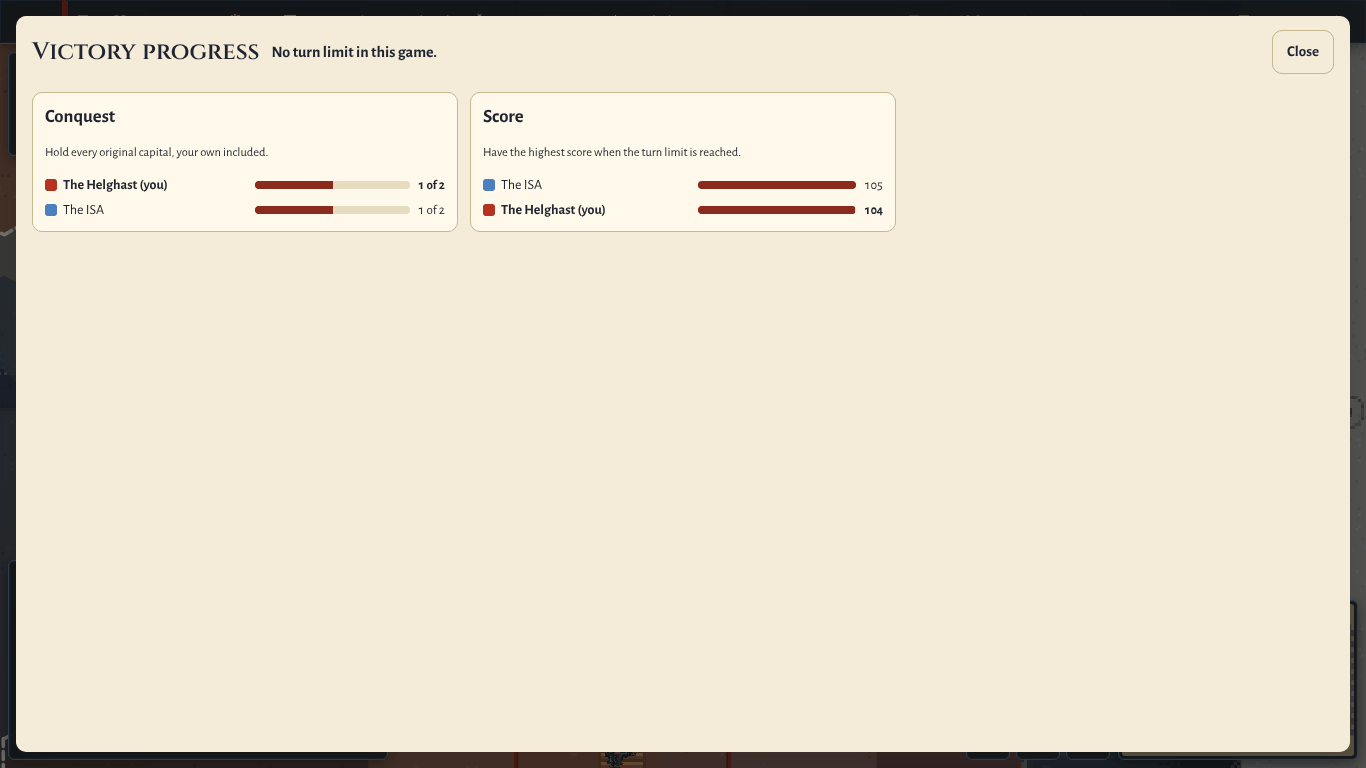 Victory progress No turn limit in this game. Close
Conquest
Hold every original capital, your own included.
The Helghast (you) 1 of 2
The ISA 1 of 2
Score
Have the highest score when the turn limit is reached.
The ISA 105
The Helghast (you) 104